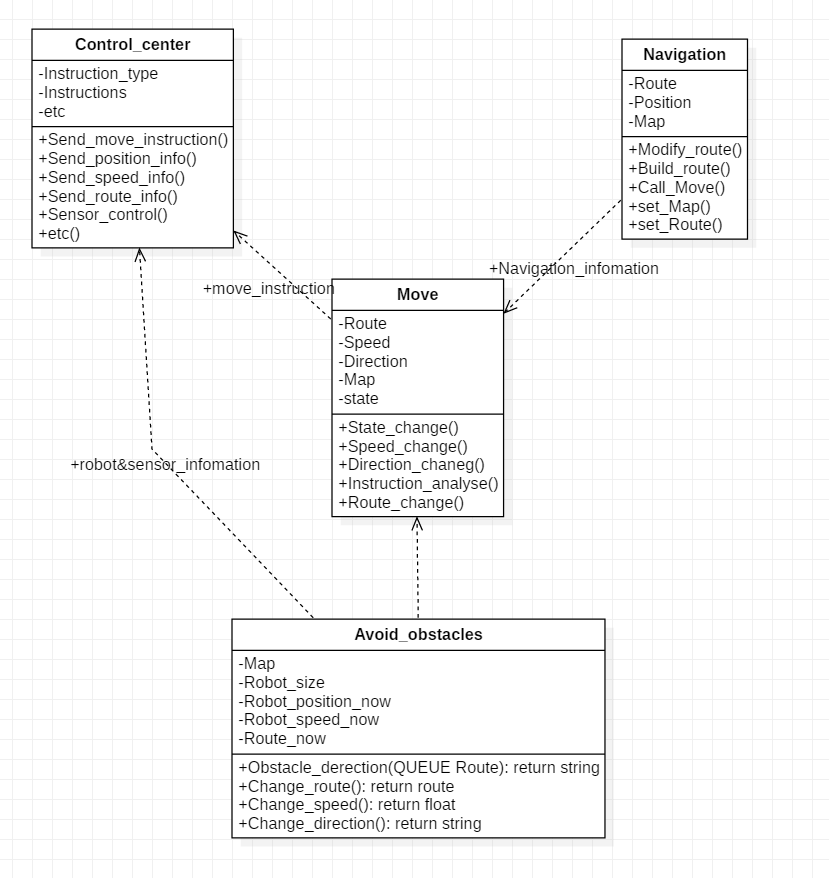 Control_center
-Instruction_type
-Instructions
-etc
+Send_move_instruction()
+Send_position_info()
+Send_speed_info()
+Send_route_info()
+Sensor_control()
+etc()
Navigation
-Route
-Position
-Map
+Modify_route()
+Build_route()
+Call_Move()
+set_Map()
+set_Route()
+Navigation_infomation
+move_instruction
Move
-Route
-Speed
-Direction
-Map
-state
+State_change()
+Speed_change()
+Direction_chaneg()
+Instruction_analyse()
+Route_change()
+robot&sensor_infomation
Avoid_obstacles
-Map
-Robot_size
-Robot_position_now
-Robot_speed_now
-Route_now
+Obstacle_derection(QUEUE Route): return string
+Change_route(): return route
+Change_speed(): return float
+Change_direction(): return string